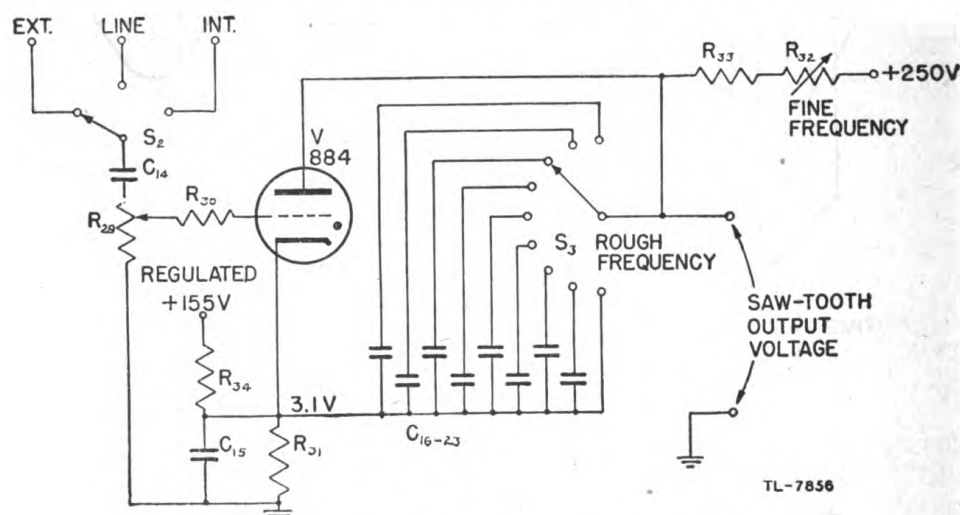 EXT.
LINE
INT.
S2
C14
R29
R30
V
884
REGULATED
+155V
R34
3.1V
C15
R31
C16-23
S3
ROUGH
FREQUENCY
R33
R32
+250V
FINE
FREQUENCY
SAW-TOOTH
OUTPUT
VOLTAGE
TL-7856